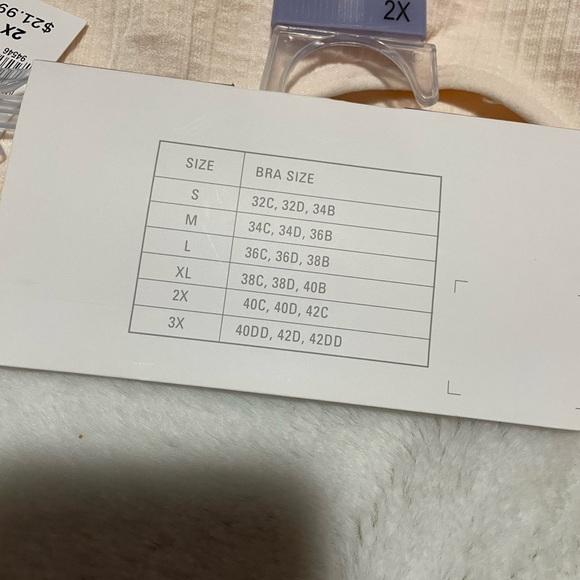 2X
$21.99
2X
94546
SIZE BRA SIZE
S 32C, 32D, 34B
M 34C, 34D, 36B
L 36C, 36D, 38B
XL 38C, 38D, 40B
2X 40C, 40D, 42C
3X 40DD, 42D, 42DD